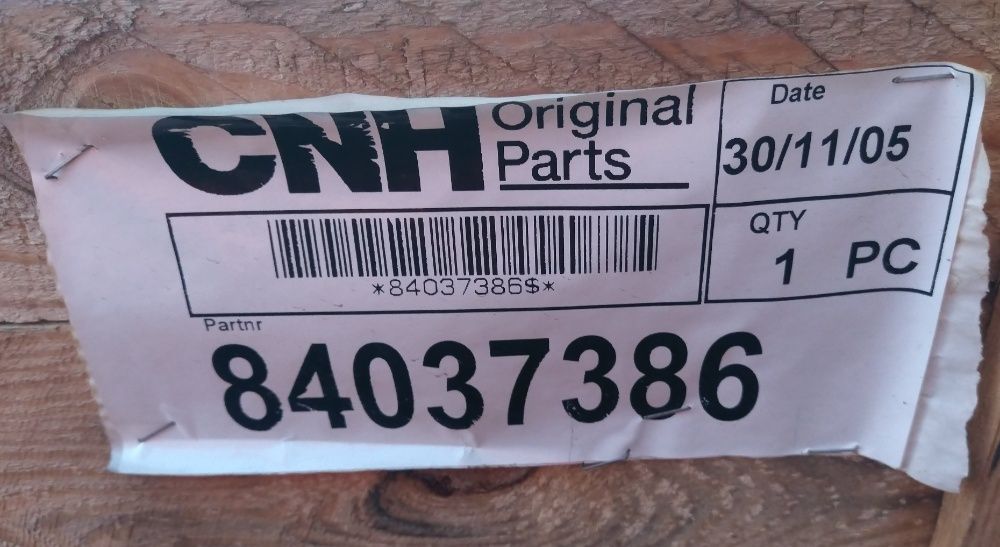 CNH Original
Parts
Date
30/11/05
*84037386$*
QTY
1 PC
Partnr
84037386